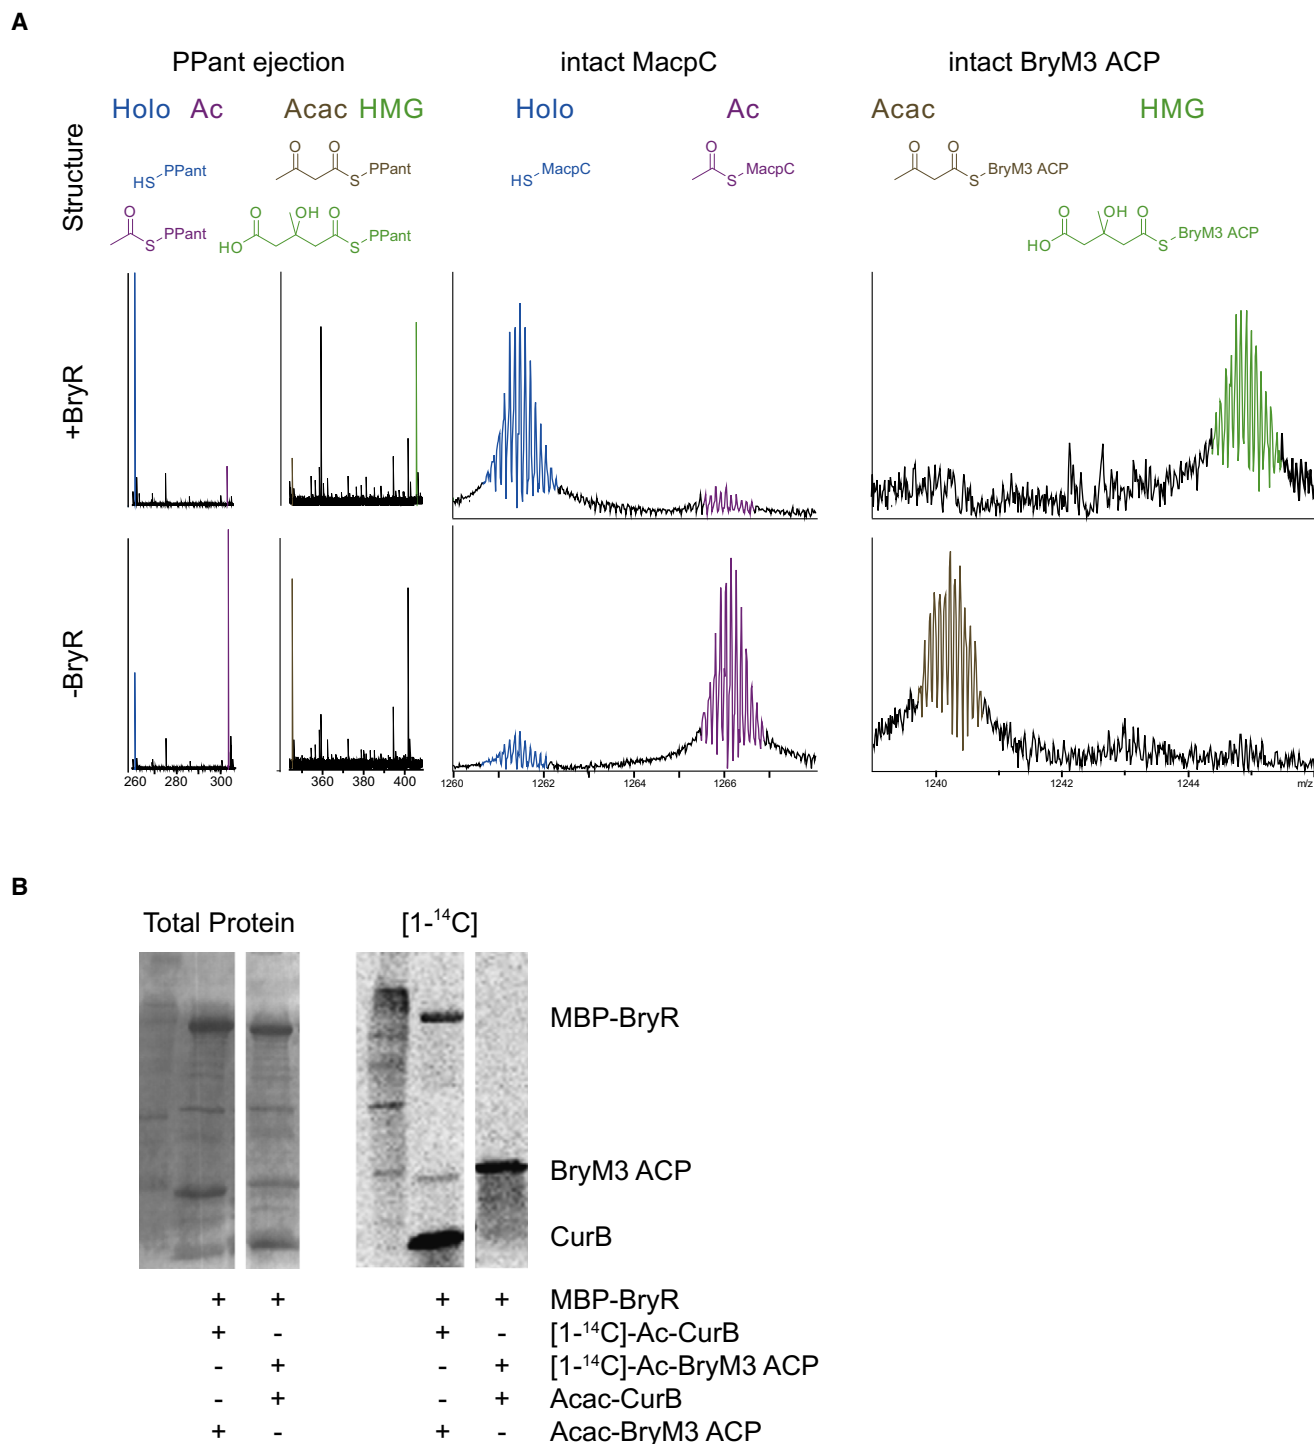 A
PPant ejection intact MacpC intact BryM3 ACP
Holo Ac Acac HMG Holo Ac Acac HMG
Structure
HS PPant
O O S PPant
HS MacpC
O S MacpC
O O S BryM3 ACP
O S PPant
O HO OH O S PPant
O HO OH O S BryM3 ACP
+BryR
-BryR
260 280 300 360 380 400 1260 1262 1264 1266 1240 1242 1244 m/z
B
Total Protein [1-¹⁴C]
MBP-BryR
BryM3 ACP
CurB
+ + + + MBP-BryR
+ - + - [1-¹⁴C]-Ac-CurB
- + - + [1-¹⁴C]-Ac-BryM3 ACP
- + - + Acac-CurB
+ - + - Acac-BryM3 ACP